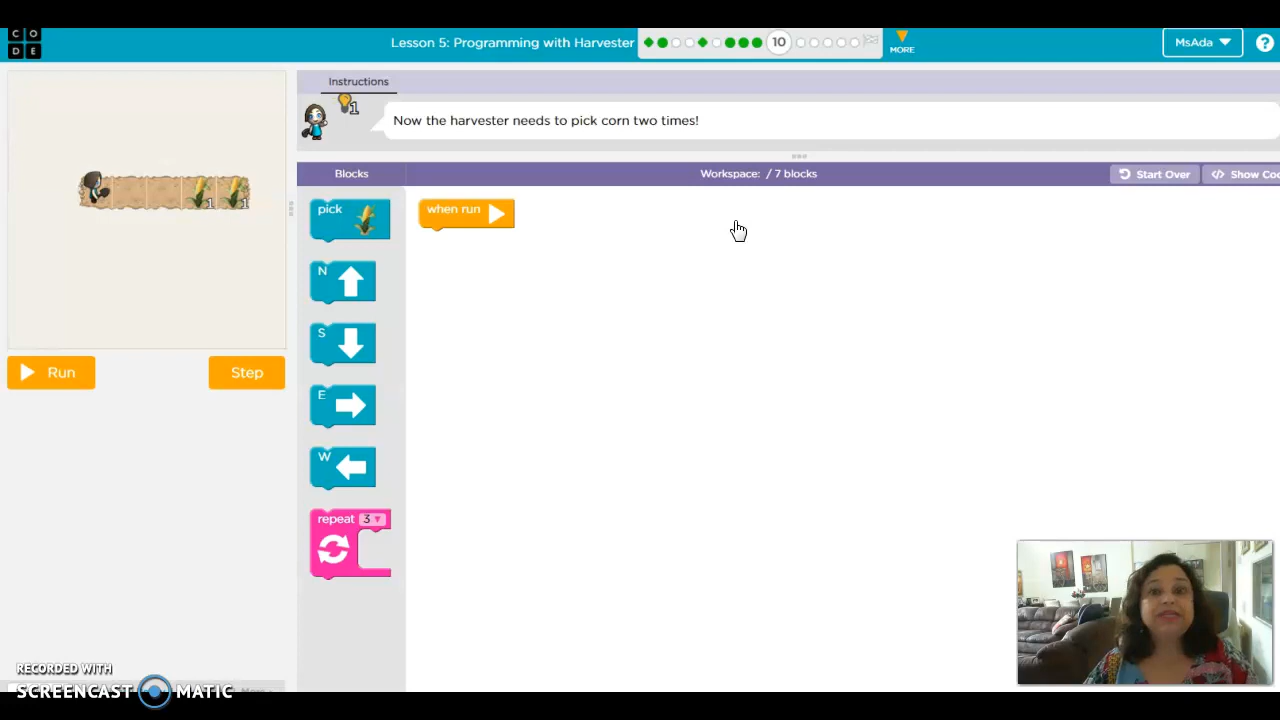 C O
D E
Lesson 5: Programming with Harvester
10
MORE
MsAda
?
Instructions
1
Now the harvester needs to pick corn two times!
Blocks
Workspace: / 7 blocks
Start Over
</> Show Coo
pick
when run
N
S
E
W
repeat 3
1 1
Run
Step
RECORDED WITH
SCREENCAST MATIC